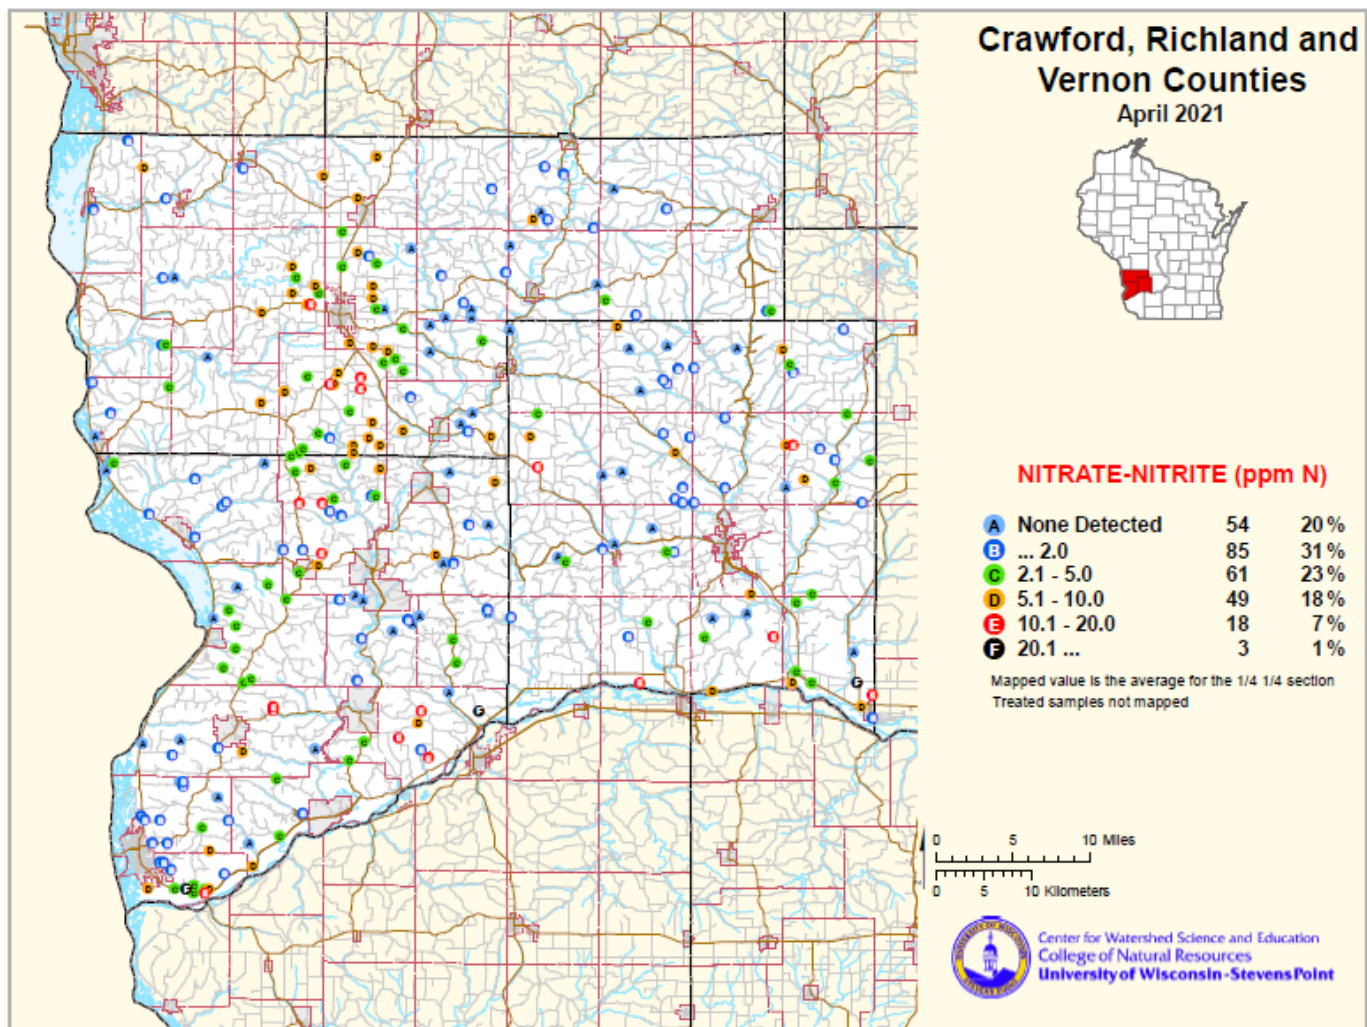 Crawford, Richland and
Vernon Counties
April 2021
NITRATE-NITRITE (ppm N)
A None Detected 54 20%
B ... 2.0 85 31%
C 2.1 - 5.0 61 23%
D 5.1 - 10.0 49 18%
E 10.1 - 20.0 18 7%
F 20.1 ... 3 1%
Mapped value is the average for the 1/4 1/4 section
Treated samples not mapped
0 5 10 Miles
0 5 10 Kilometers
Center for Watershed Science and Education
College of Natural Resources
University of Wisconsin-Stevens Point